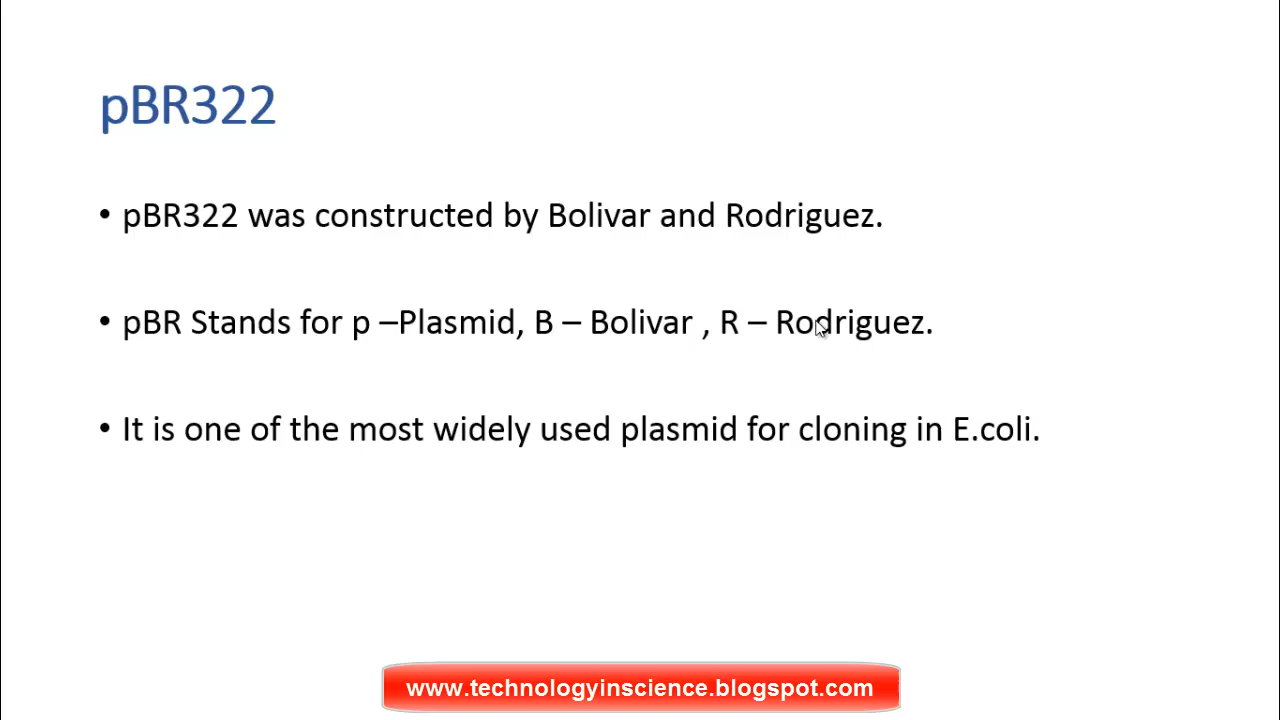 pBR322
• pBR322 was constructed by Bolivar and Rodriguez.
• pBR Stands for p –Plasmid, B – Bolivar , R – Rodriguez.
• It is one of the most widely used plasmid for cloning in E.coli.
www.technologyinscience.blogspot.com